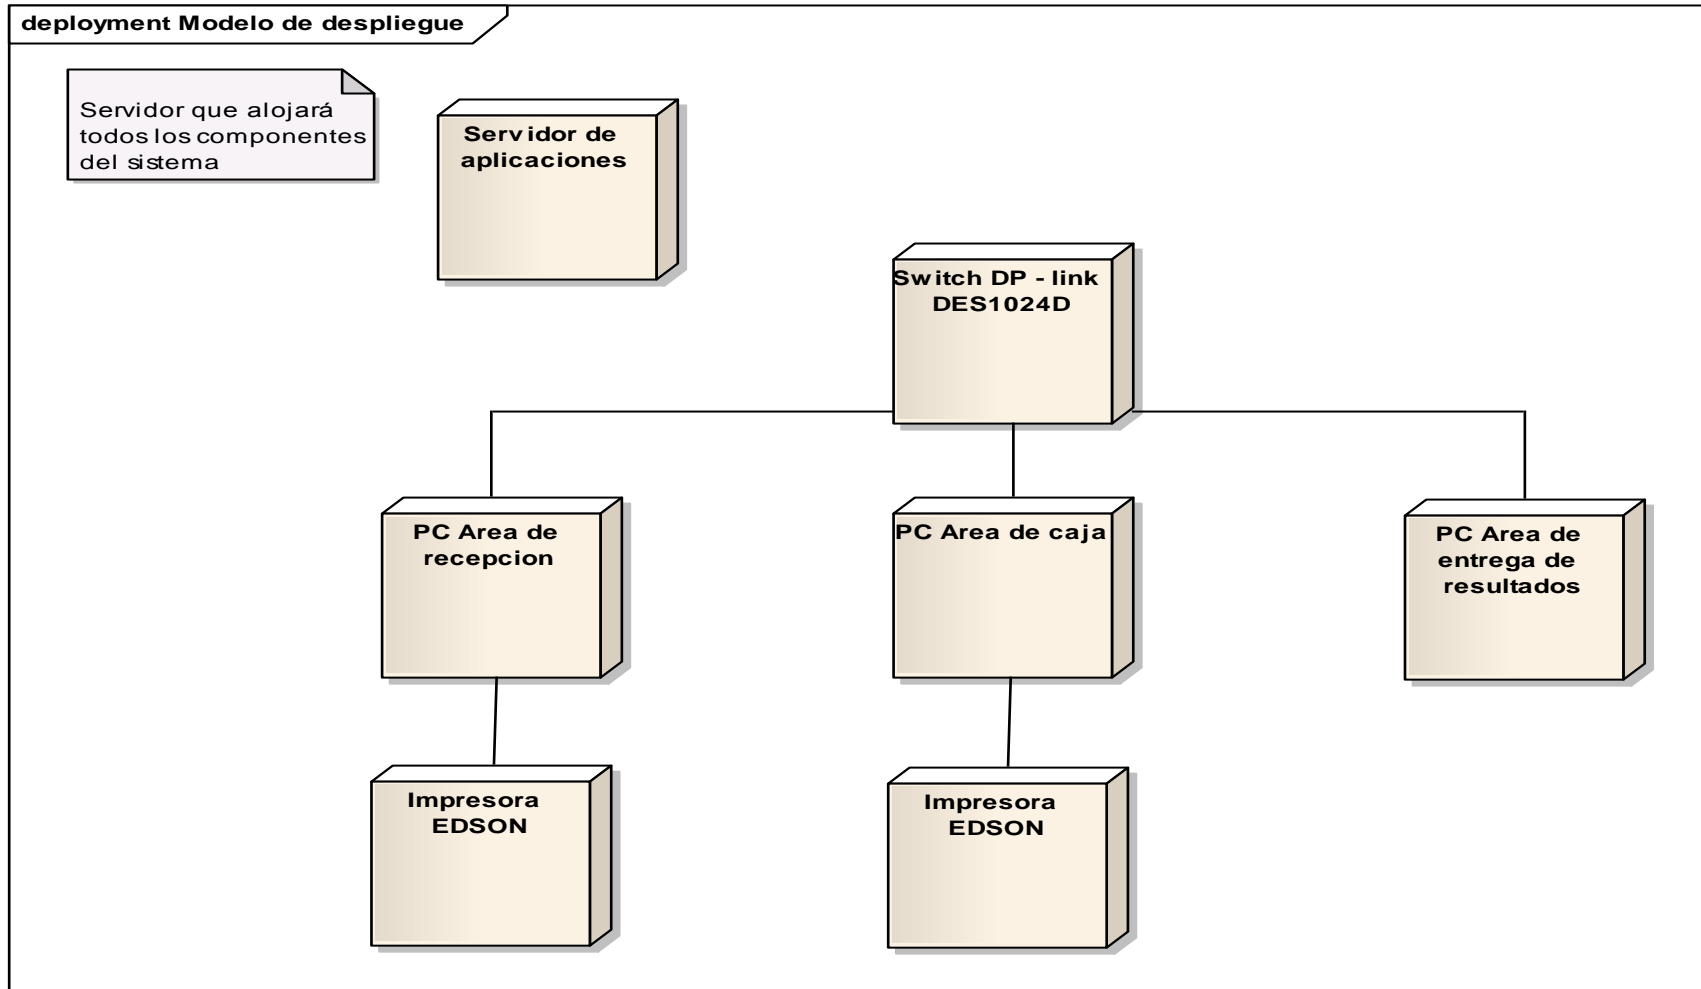 deployment Modelo de despliegue
Servidor que alojará
todos los componentes
del sistema
Servidor de
aplicaciones
Switch DP - link
DES1024D
PC Area de
recepcion
PC Area de caja
PC Area de
entrega de
resultados
Impresora
EDSON
Impresora
EDSON